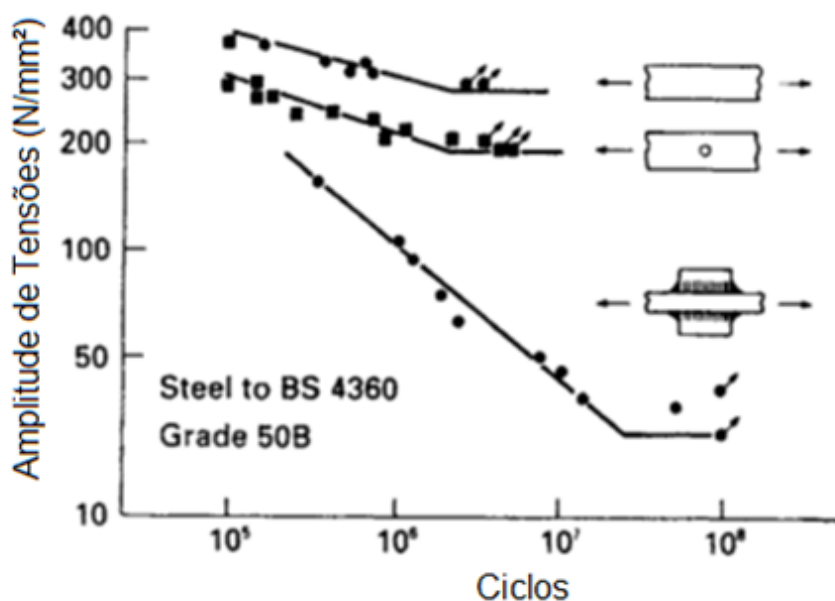 Amplitude de Tensões (N/mm²)
400
300
200
100
50
10
Steel to BS 4360
Grade 50B
10⁵
10⁶
10⁷
10⁸
Ciclos